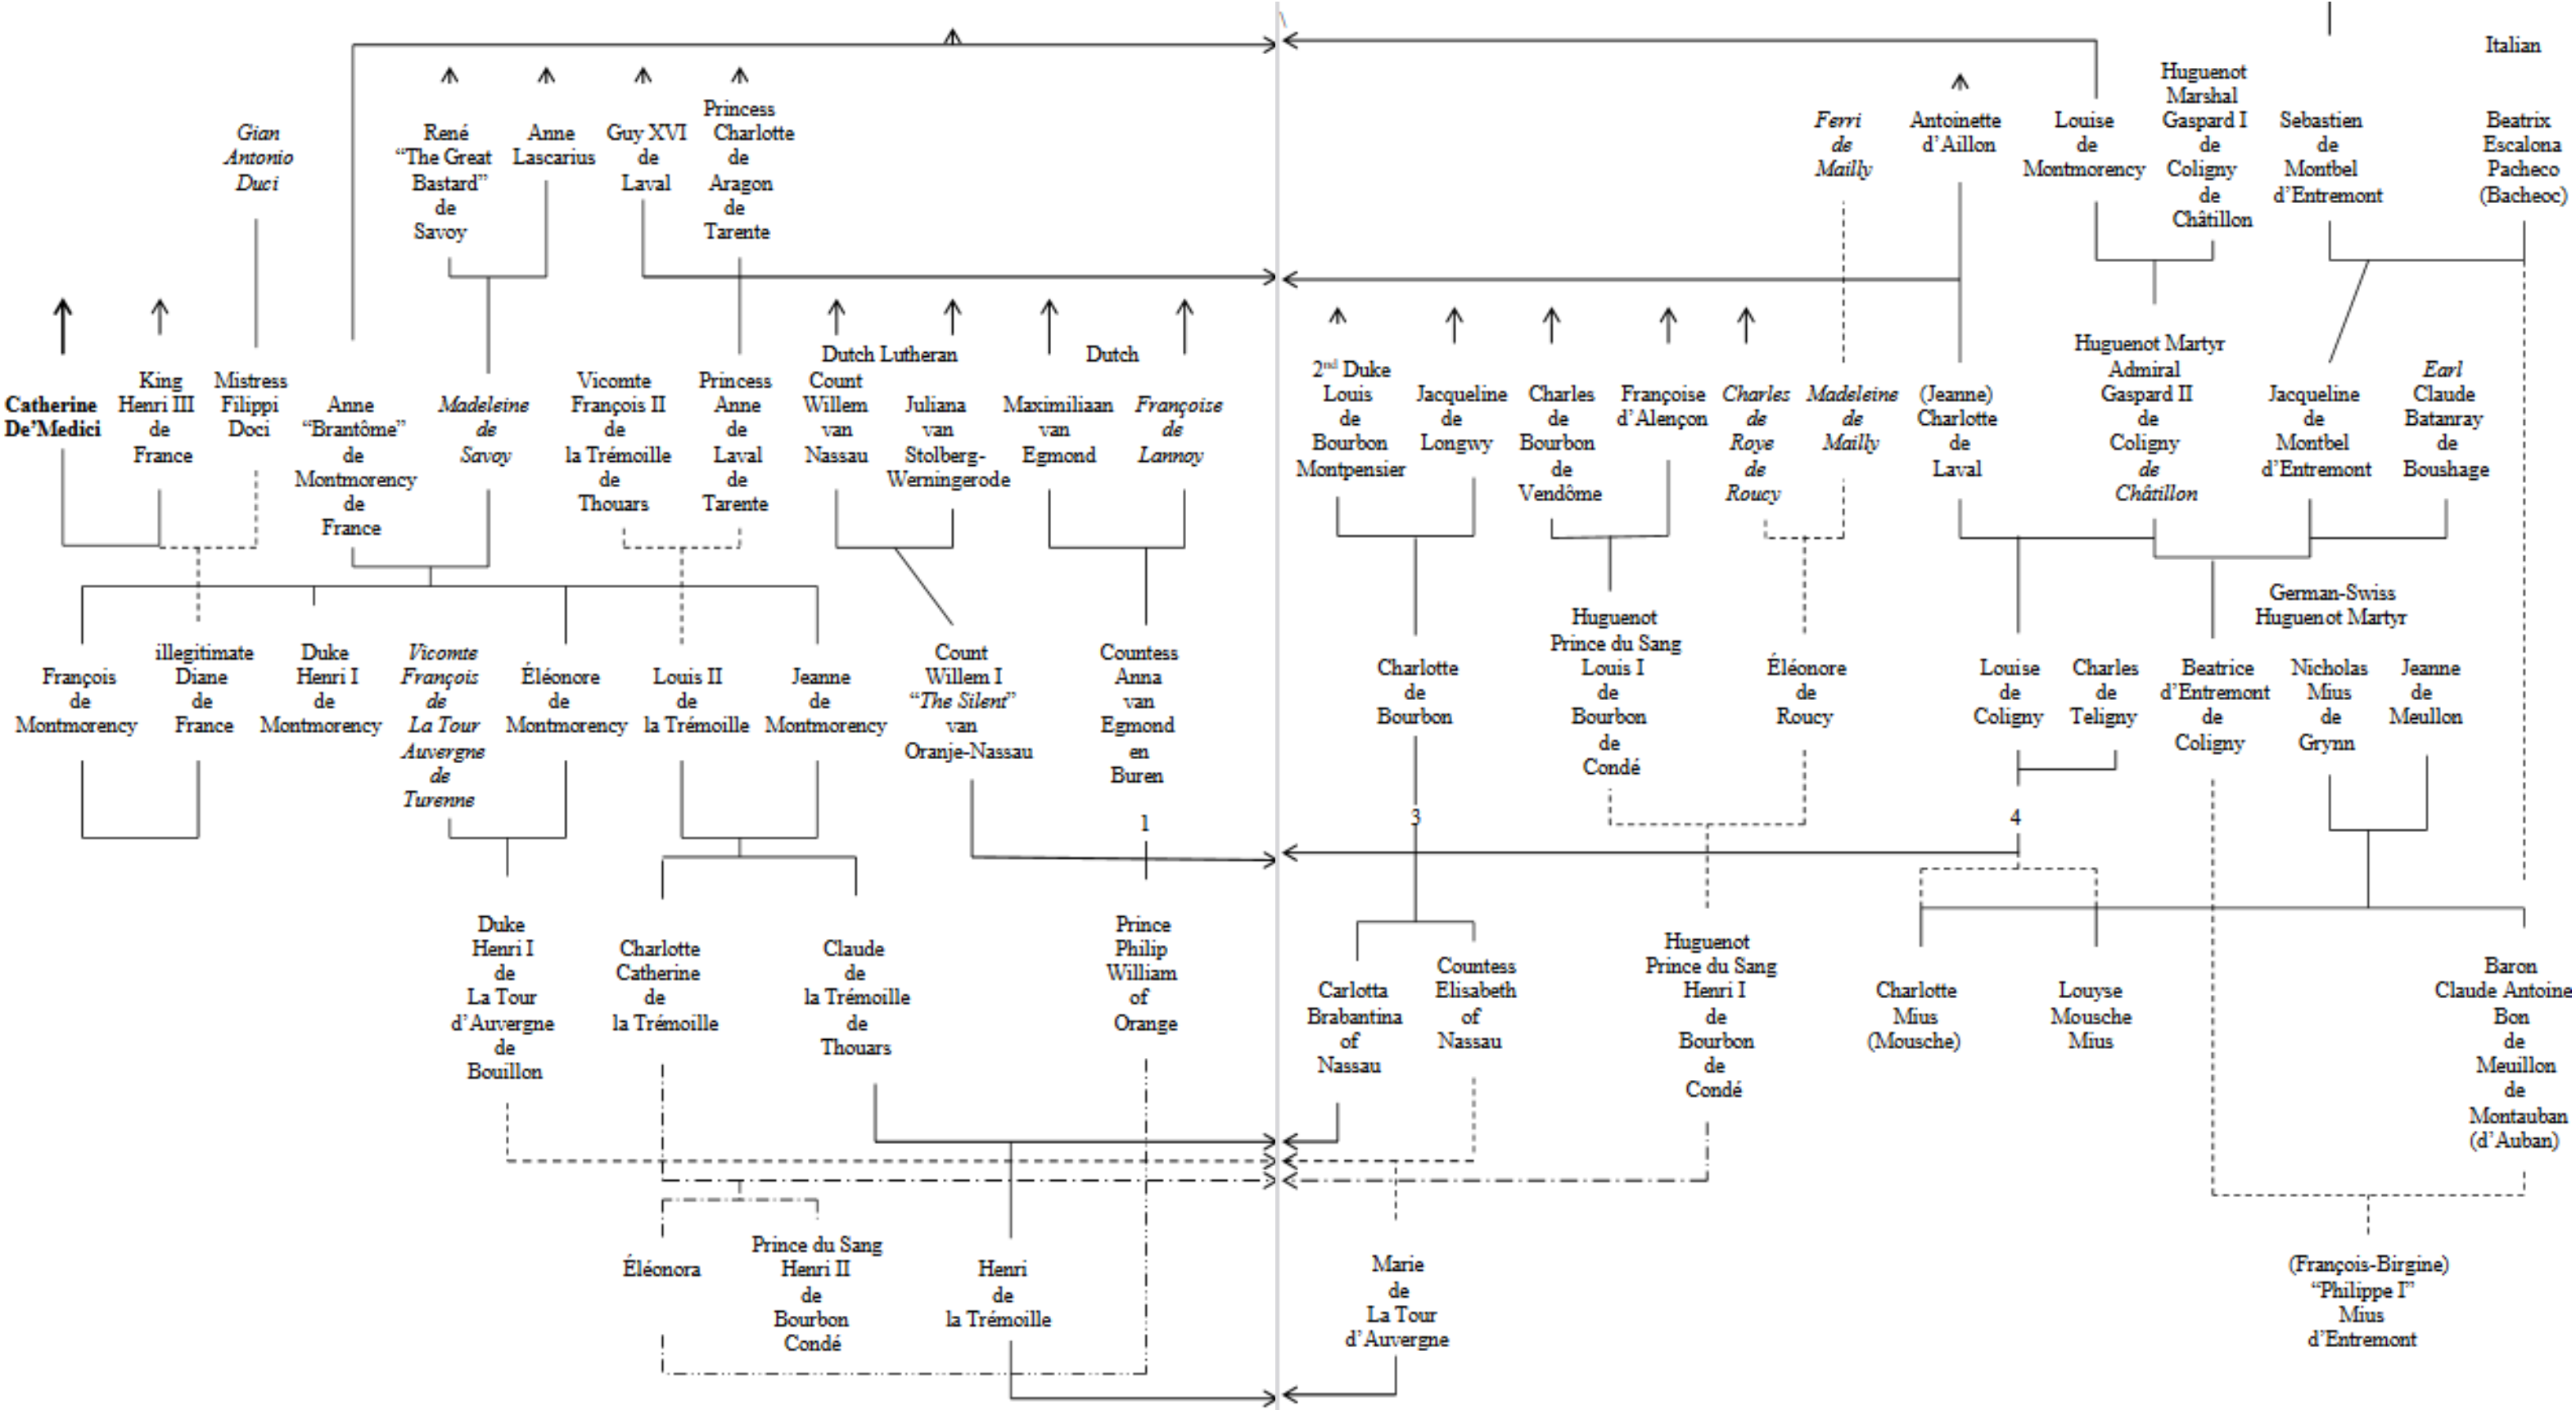 Italian
Gian
Antonio
Duci
René
“The Great
Bastard”
de
Savoy
Anne
Lascarius
Guy XVI
de
Laval
Princess
Charlotte
de
Aragon
de
Tarente
Ferri
de
Mailly
Antoinette
d’Aillon
Louise
de
Montmorency
Huguenot
Marshal
Gaspard I
de
Coligny
de
Châtillon
Sebastien
de
Montbel
d’Entremont
Beatrix
Escalona
Pacheco
(Bacheoc)
Catherine
De’Medici
King
Henri III
de
France
Mistress
Filippi
Doci
Anne
“Brantôme”
de
Montmorency
de
France
Madeleine
de
Savoy
Vicomte
François II
de
la Trémoille
de
Thouars
Princess
Anne
de
Laval
de
Tarente
Dutch Lutheran
Count
Willem
van
Nassau
Juliana
van
Stolberg-
Werningerode
Dutch
Maximiliaan
van
Egmond
Françoise
de
Lannoy
2nd Duke
Louis
de
Bourbon
Montpensier
Jacqueline
de
Longwy
Charles
de
Bourbon
de
Vendôme
Françoise
d’Alençon
Charles
de
Roye
de
Roucy
Madeleine
de
Mailly
(Jeanne)
Charlotte
de
Laval
Huguenot Martyr
Admiral
Gaspard II
de
Coligny
de
Châtillon
Jacqueline
de
Montbel
d’Entremont
Earl
Claude
Batanray
de
Boushage
François
de
Montmorency
illegitimate
Diane
de
France
Duke
Henri I
de
Montmorency
Vicomte
François
de
La Tour
Auvergne
de
Turenne
Éléonore
de
Montmorency
Louis II
de
la Trémoille
Jeanne
de
Montmorency
Count
Willem I
“The Silent”
van
Oranje-Nassau
Countess
Anna
van
Egmond
en
Buren
1
Charlotte
de
Bourbon
3
Huguenot
Prince du Sang
Louis I
de
Bourbon
de
Condé
Éléonore
de
Roucy
Louise
de
Coligny
4
Charles
de
Teligny
Beatrice
d’Entremont
de
Coligny
German-Swiss
Huguenot Martyr
Nicholas
Mius
de
Grynn
Jeanne
de
Meullon
Duke
Henri I
de
La Tour
d’Auvergne
de
Bouillon
Charlotte
Catherine
de
la Trémoille
Claude
de
la Trémoille
de
Thouars
Prince
Philip
William
of
Orange
Carlotta
Brabantina
of
Nassau
Countess
Elisabeth
of
Nassau
Huguenot
Prince du Sang
Henri I
de
Bourbon
de
Condé
Charlotte
Mius
(Mousche)
Louyse
Mousche
Mius
Baron
Claude Antoine
Bon
de
Meuillon
de
Montauban
(d’Auban)
Éléonora
Prince du Sang
Henri II
de
Bourbon
Condé
Henri
de
la Trémoille
Marie
de
La Tour
d’Auvergne
(François-Birgine)
“Philippe I”
Mius
d’Entremont